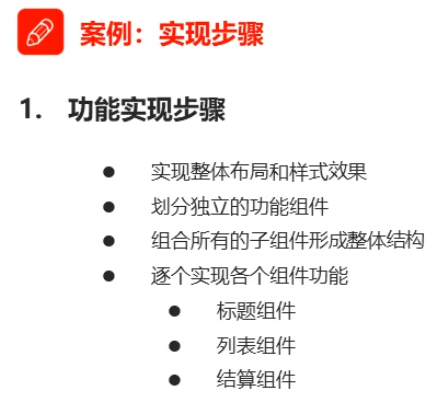 案例：实现步骤
1. 功能实现步骤
● 实现整体布局和样式效果
● 划分独立的功能组件
● 组合所有的子组件形成整体结构
● 逐个实现各个组件功能
● 标题组件
● 列表组件
● 结算组件